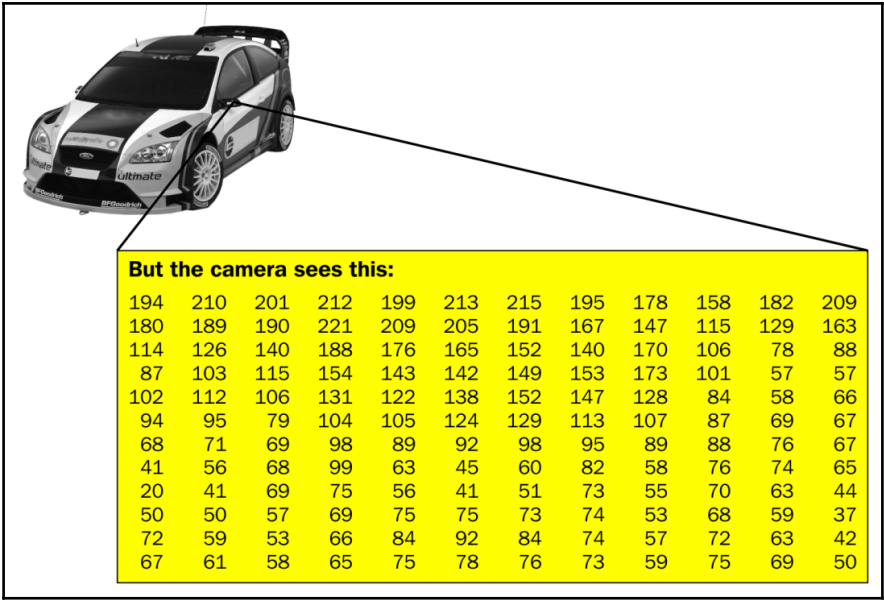 ultimate
ultimate
BFGoodrich
BFGoodrich
But the camera sees this:
194 210 201 212 199 213 215 195 178 158 182 209
180 189 190 221 209 205 191 167 147 115 129 163
114 126 140 188 176 165 152 140 170 106 78 88
87 103 115 154 143 142 149 153 173 101 57 57
102 112 106 131 122 138 152 147 128 84 58 66
94 95 79 104 105 124 129 113 107 87 69 67
68 71 69 98 89 92 98 95 89 88 76 67
41 56 68 99 63 45 60 82 58 76 74 65
20 41 69 75 56 41 51 73 55 70 63 44
50 50 57 69 75 75 73 74 53 68 59 37
72 59 53 66 84 92 84 74 57 72 63 42
67 61 58 65 75 78 76 73 59 75 69 50